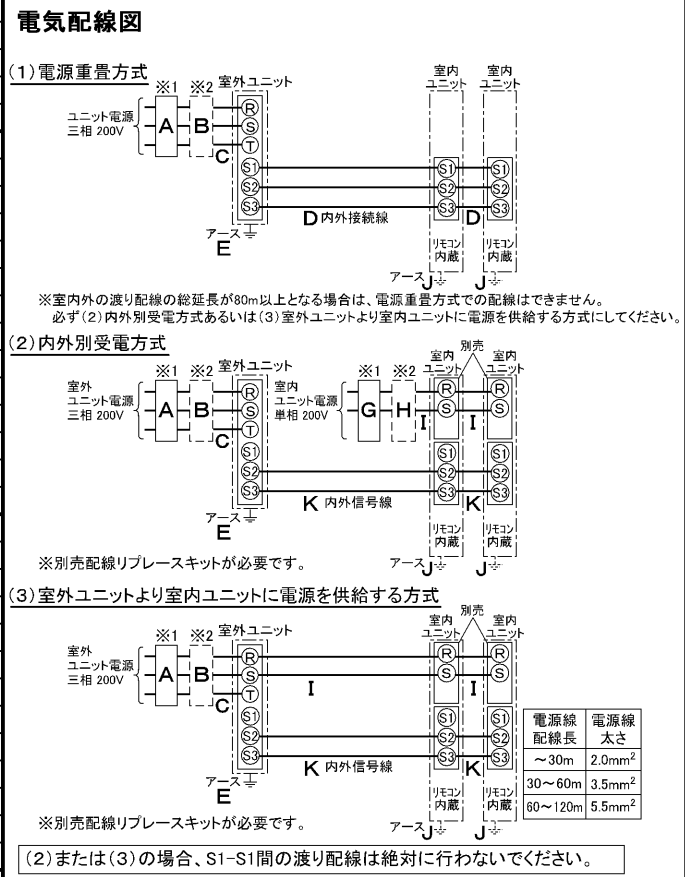 電気配線図
(1)電源重畳方式
※1 ※2 室外ユニット 室内ユニット 室内ユニット
ユニット電源
三相 200V
A B C
R
S
T
S1 S1 S1
S2 S2 S2
S3 S3 S3
D 内外接続線 D
アース
E
リモコン内蔵 リモコン内蔵
アース J J
※室内外の渡り配線の総延長が80m以上となる場合は、電源重畳方式での配線はできません。
必ず(2)内外別受電方式あるいは(3)室外ユニットより室内ユニットに電源を供給する方式にしてください。
(2)内外別受電方式
別売
※1 ※2 室外ユニット ※1 ※2 室内ユニット 室内ユニット
室外
ユニット電源
三相 200V
A B C
室内
ユニット電源
単相 200V
G H I I
R R R
S S S
T
S1 S1 S1
S2 S2 S2
S3 S3 S3
K 内外信号線 K
アース
E
リモコン内蔵 リモコン内蔵
※別売配線リプレースキットが必要です。
アース J J
(3)室外ユニットより室内ユニットに電源を供給する方式
別売
※1 ※2 室外ユニット 室内ユニット 室内ユニット
室外
ユニット電源
三相 200V
A B C
R R R
S S S
T
I I
S1 S1 S1
S2 S2 S2
S3 S3 S3
K 内外信号線 K
アース
E
リモコン内蔵 リモコン内蔵
電源線配線長 電源線太さ
～30m 2.0mm²
30～60m 3.5mm²
60～120m 5.5mm²
※別売配線リプレースキットが必要です。
アース J J
(2)または(3)の場合、S1-S1間の渡り配線は絶対に行わないでください。